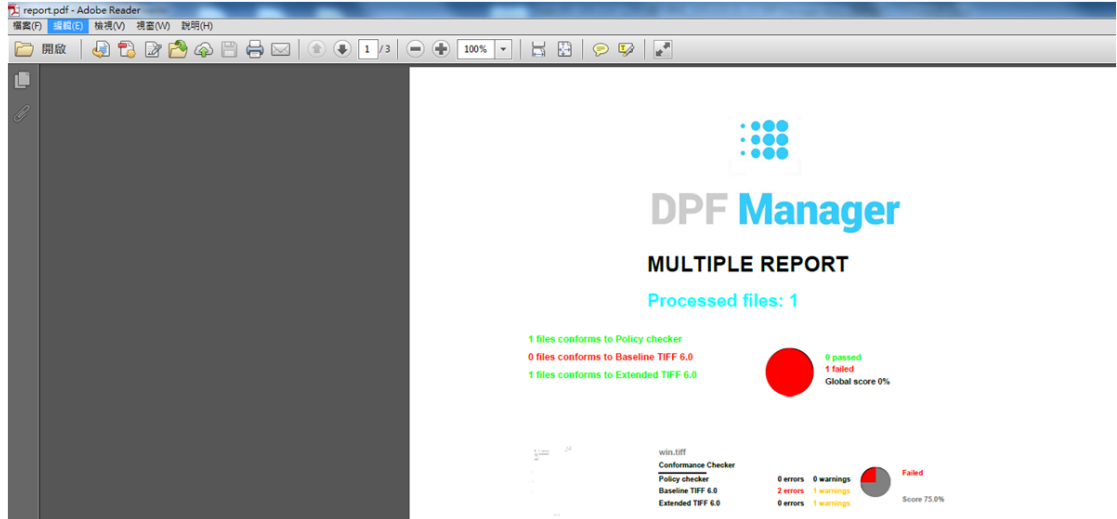 report.pdf - Adobe Reader
檔案(F) 編輯(E) 檢視(V) 視窗(W) 說明(H)
開啟 1 / 3 100%
DPF Manager
MULTIPLE REPORT
Processed files: 1
1 files conforms to Policy checker
0 files conforms to Baseline TIFF 6.0
1 files conforms to Extended TIFF 6.0
0 passed
1 failed
Global score 0%
win.tiff
Conformance Checker
Policy checker 0 errors 0 warnings
Baseline TIFF 6.0 2 errors 1 warnings
Extended TIFF 6.0 0 errors 1 warnings
Failed
Score 75.0%